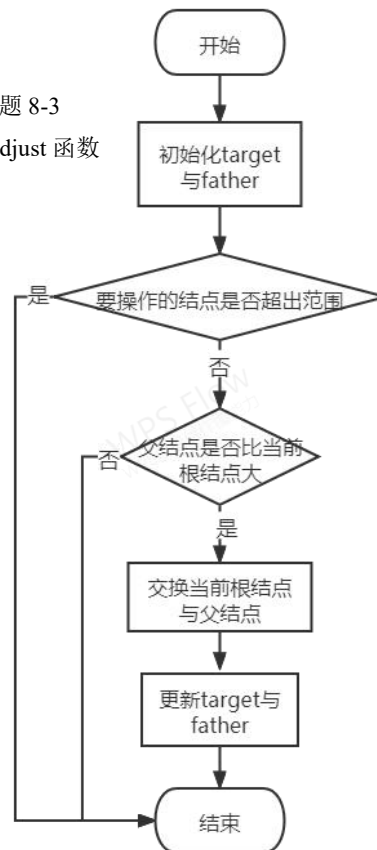 开始
题 8-3
djust 函数
初始化target
与father
是
要操作的结点是否超出范围
否
父结点是否比当前
根结点大
否
是
交换当前根结点
与父结点
更新target与
father
结束